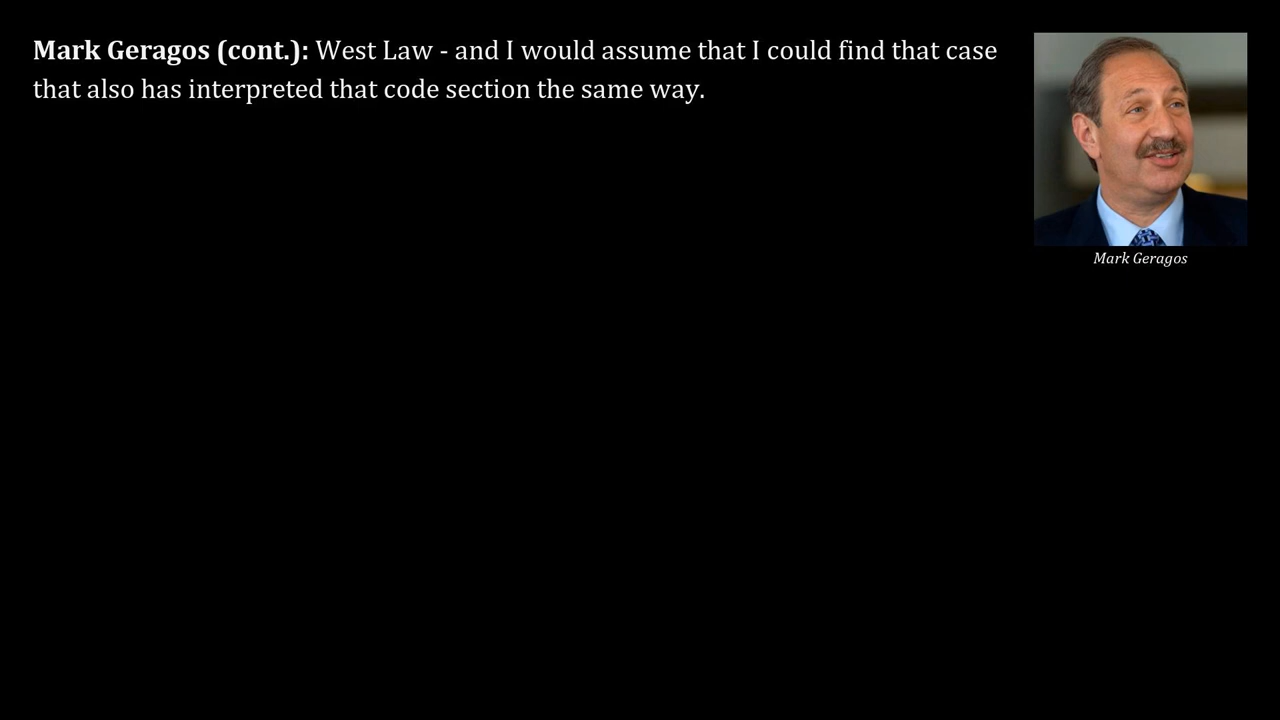 Mark Geragos (cont.): West Law - and I would assume that I could find that case
that also has interpreted that code section the same way.
Mark Geragos